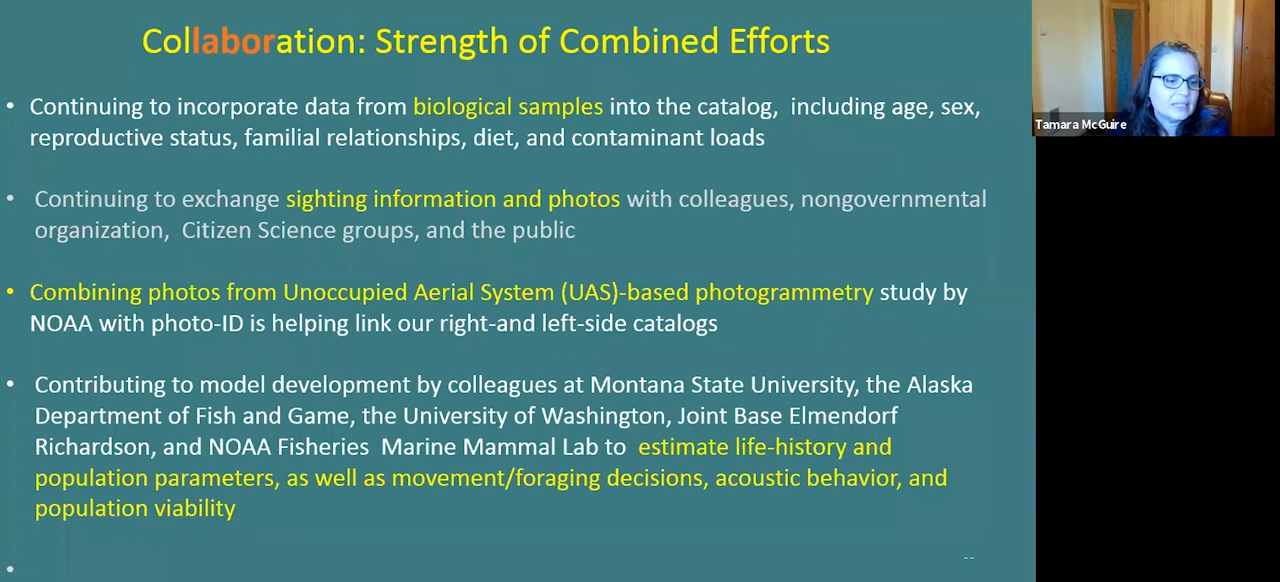 Collaboration: Strength of Combined Efforts
• Continuing to incorporate data from biological samples into the catalog, including age, sex,
reproductive status, familial relationships, diet, and contaminant loads
• Continuing to exchange sighting information and photos with colleagues, nongovernmental
organization, Citizen Science groups, and the public
• Combining photos from Unoccupied Aerial System (UAS)-based photogrammetry study by
NOAA with photo-ID is helping link our right-and left-side catalogs
• Contributing to model development by colleagues at Montana State University, the Alaska
Department of Fish and Game, the University of Washington, Joint Base Elmendorf
Richardson, and NOAA Fisheries Marine Mammal Lab to estimate life-history and
population parameters, as well as movement/foraging decisions, acoustic behavior, and
population viability
•
Tamara McGuire